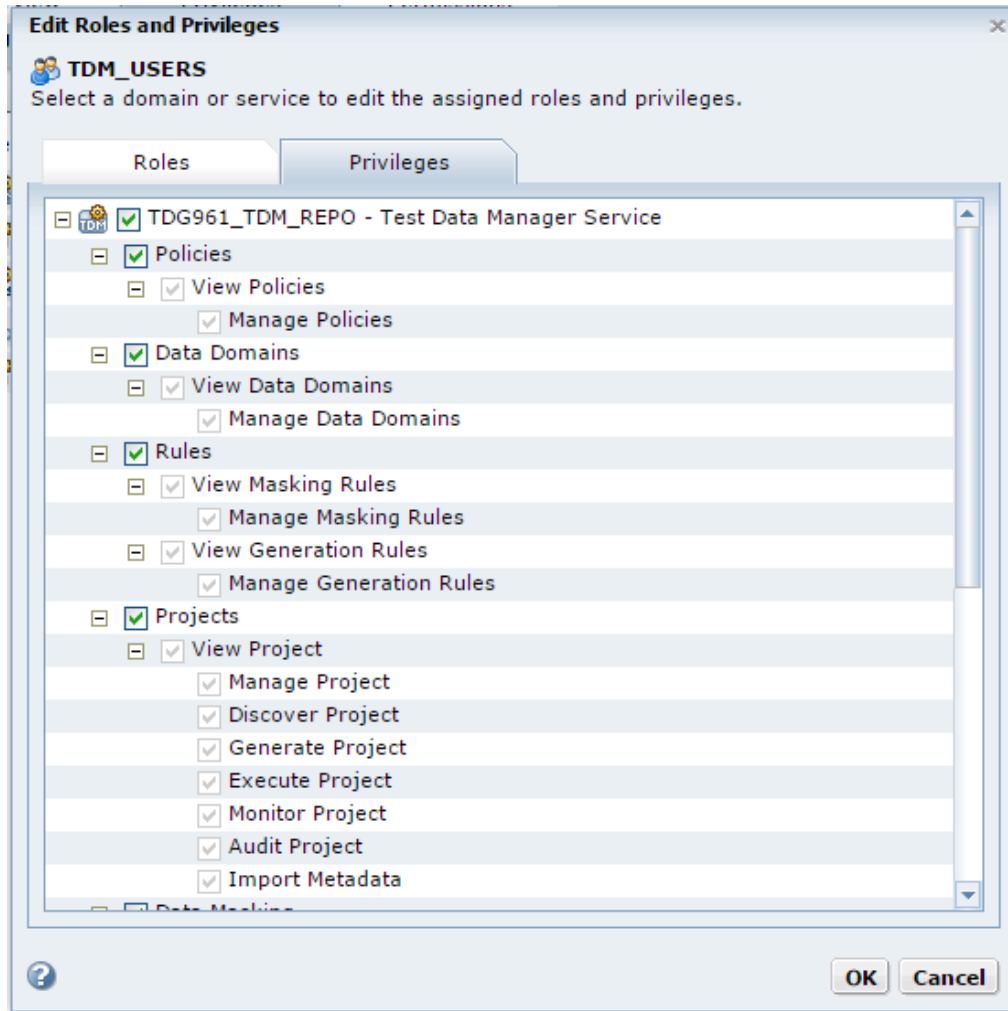 Edit Roles and Privileges
TDM_USERS
Select a domain or service to edit the assigned roles and privileges.
Roles
Privileges
TDM
TDG961_TDM_REPO - Test Data Manager Service
Policies
View Policies
Manage Policies
Data Domains
View Data Domains
Manage Data Domains
Rules
View Masking Rules
Manage Masking Rules
View Generation Rules
Manage Generation Rules
Projects
View Project
Manage Project
Discover Project
Generate Project
Execute Project
Monitor Project
Audit Project
Import Metadata
Data Masking
OK
Cancel